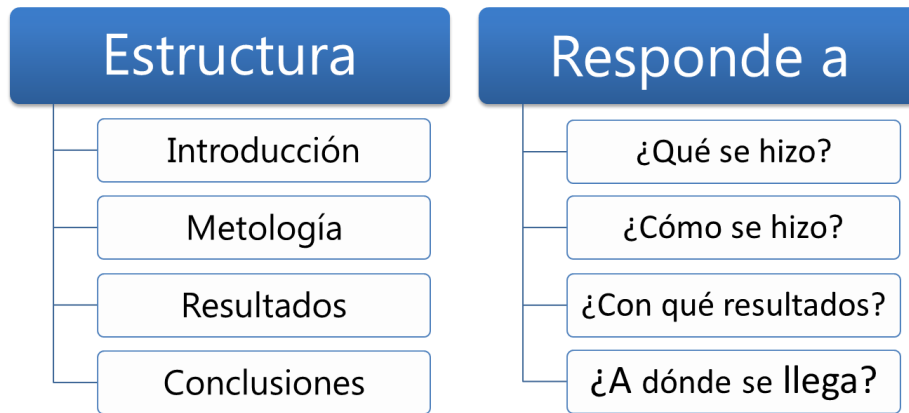 Estructura
Introducción
Metología
Resultados
Conclusiones
Responde a
¿Qué se hizo?
¿Cómo se hizo?
¿Con qué resultados?
¿A dónde se llega?